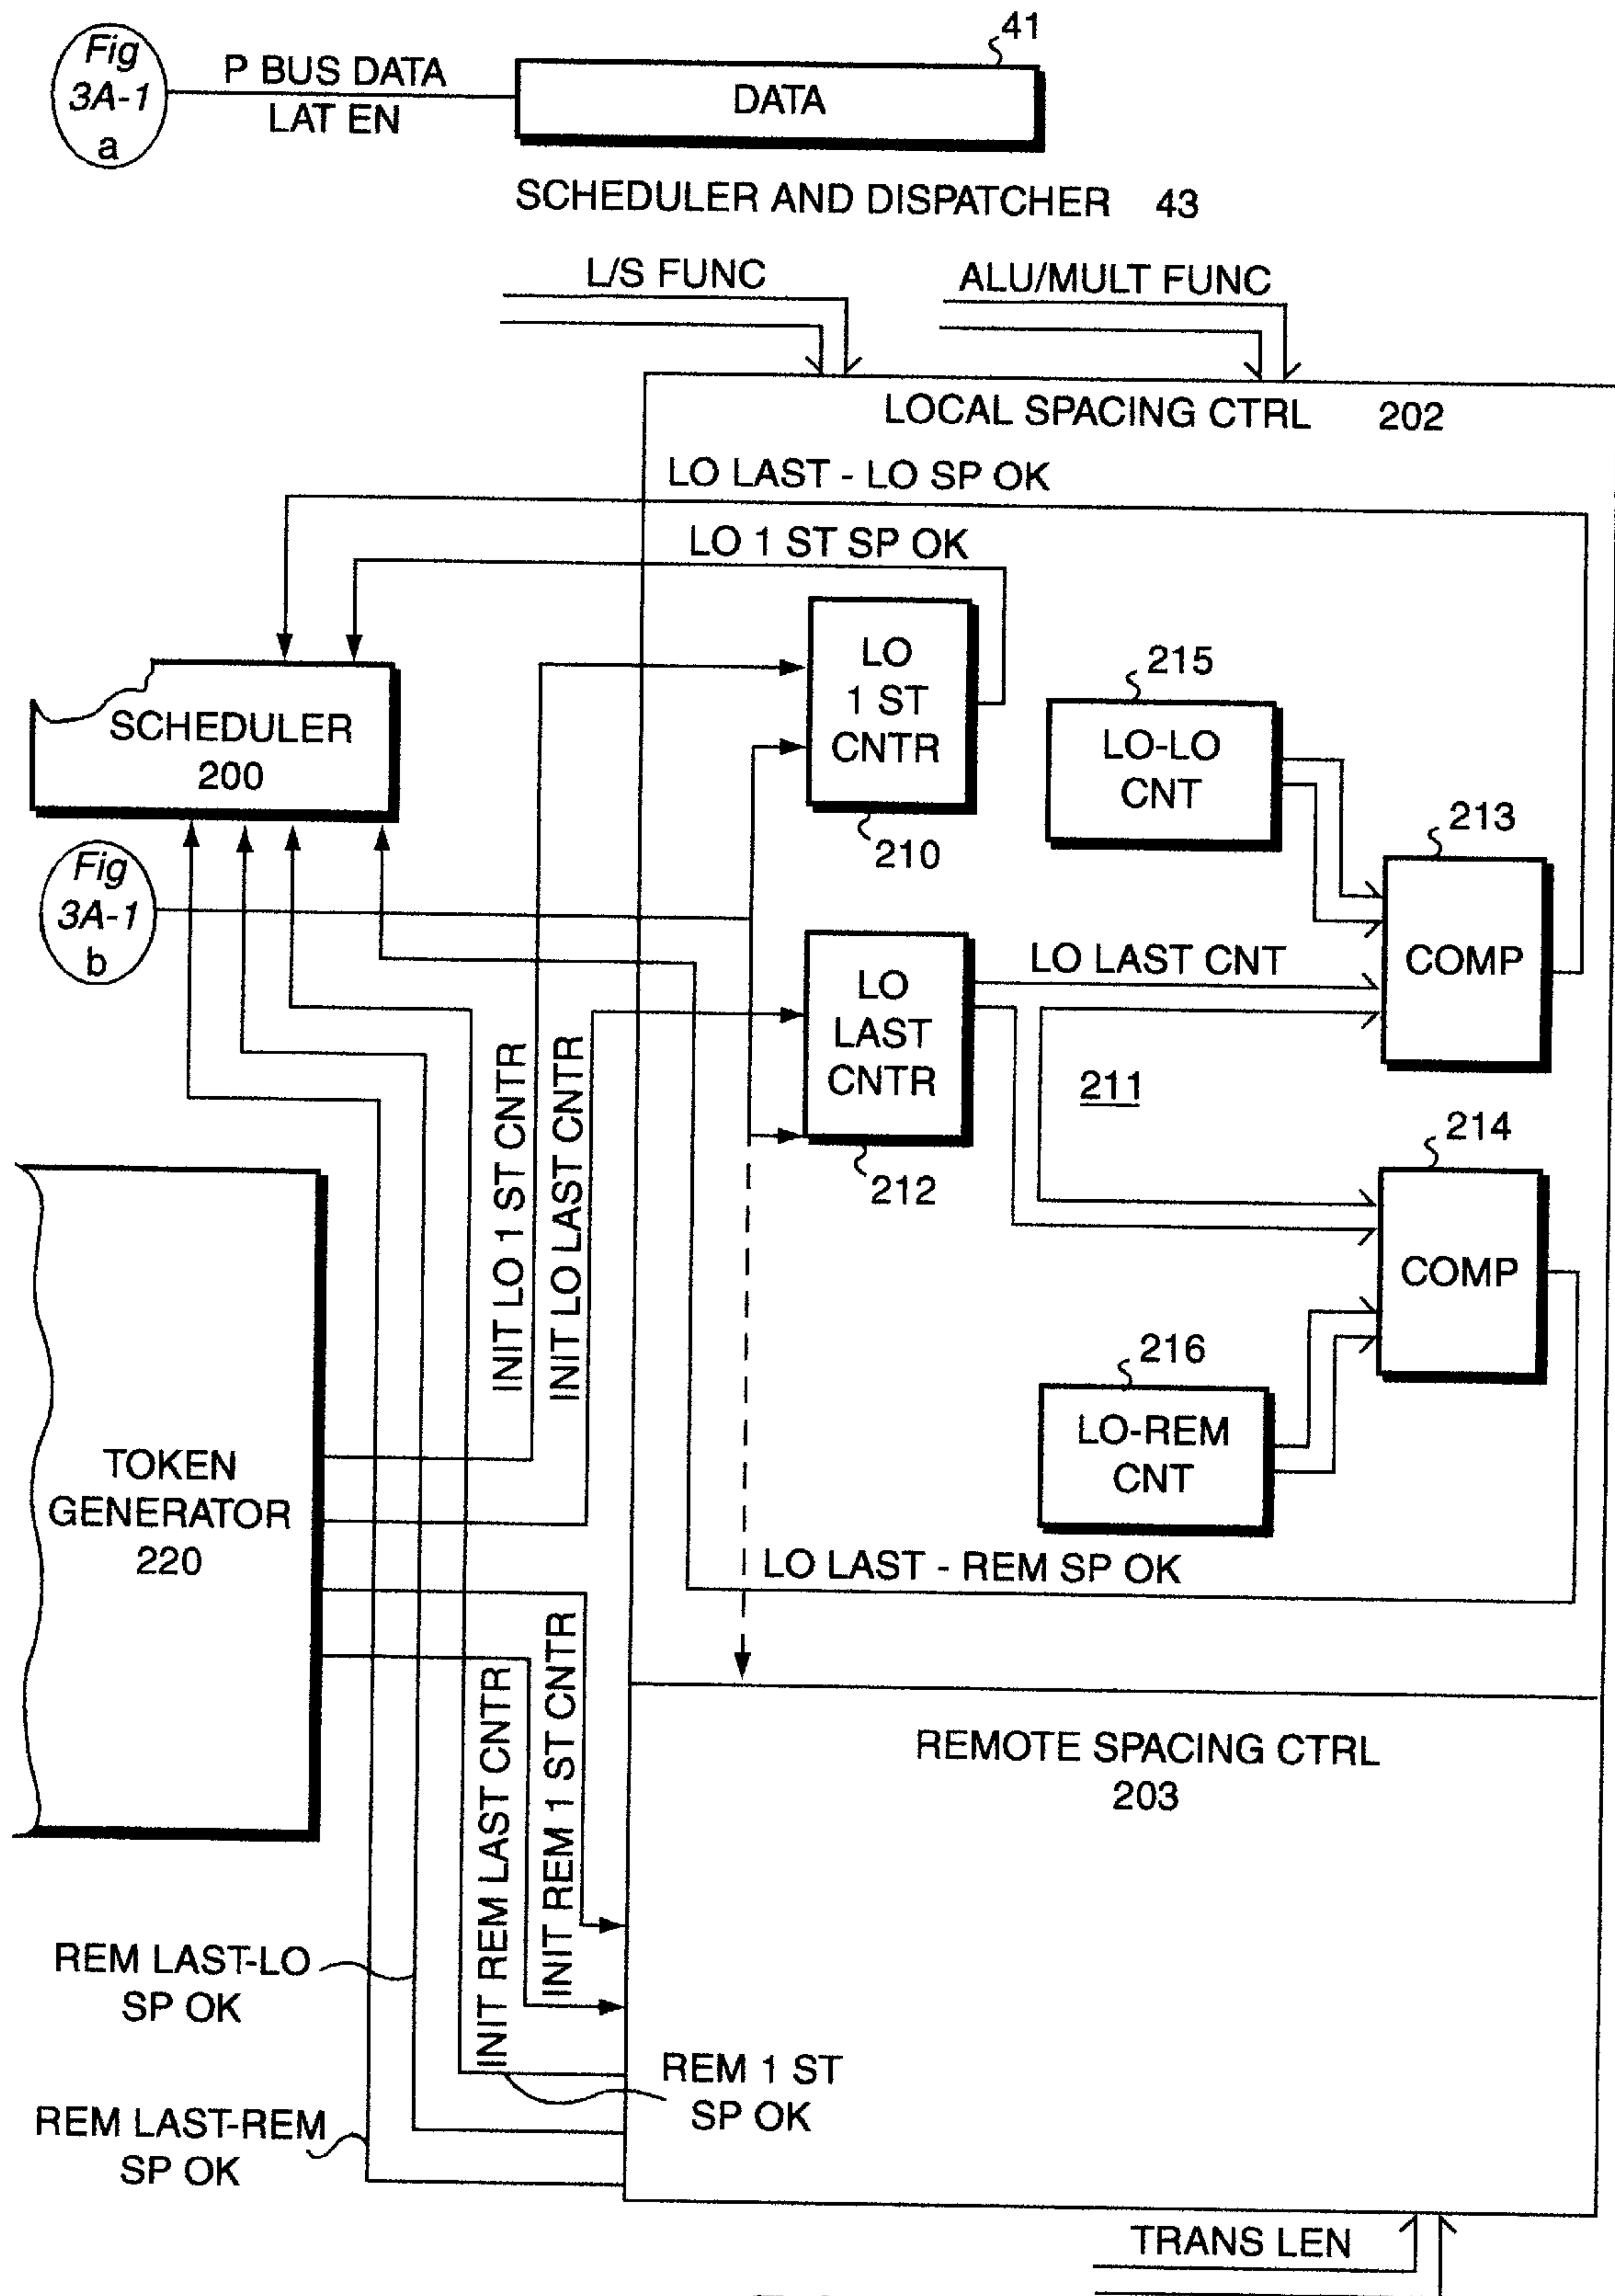 Fig
3A-1
a
P BUS DATA
LAT EN
41
DATA
SCHEDULER AND DISPATCHER 43
L/S FUNC
ALU/MULT FUNC
LOCAL SPACING CTRL 202
LO LAST - LO SP OK
LO 1 ST SP OK
LO
1 ST
CNTR
210
215
LO-LO
CNT
SCHEDULER
200
213
COMP
Fig
3A-1
b
LO
LAST
CNTR
212
LO LAST CNT
211
214
COMP
INIT LO 1 ST CNTR
INIT LO LAST CNTR
216
LO-REM
CNT
TOKEN
GENERATOR
220
LO LAST - REM SP OK
INIT REM LAST CNTR
INIT REM 1 ST CNTR
REMOTE SPACING CTRL
203
REM LAST-LO
SP OK
REM 1 ST
SP OK
REM LAST-REM
SP OK
TRANS LEN